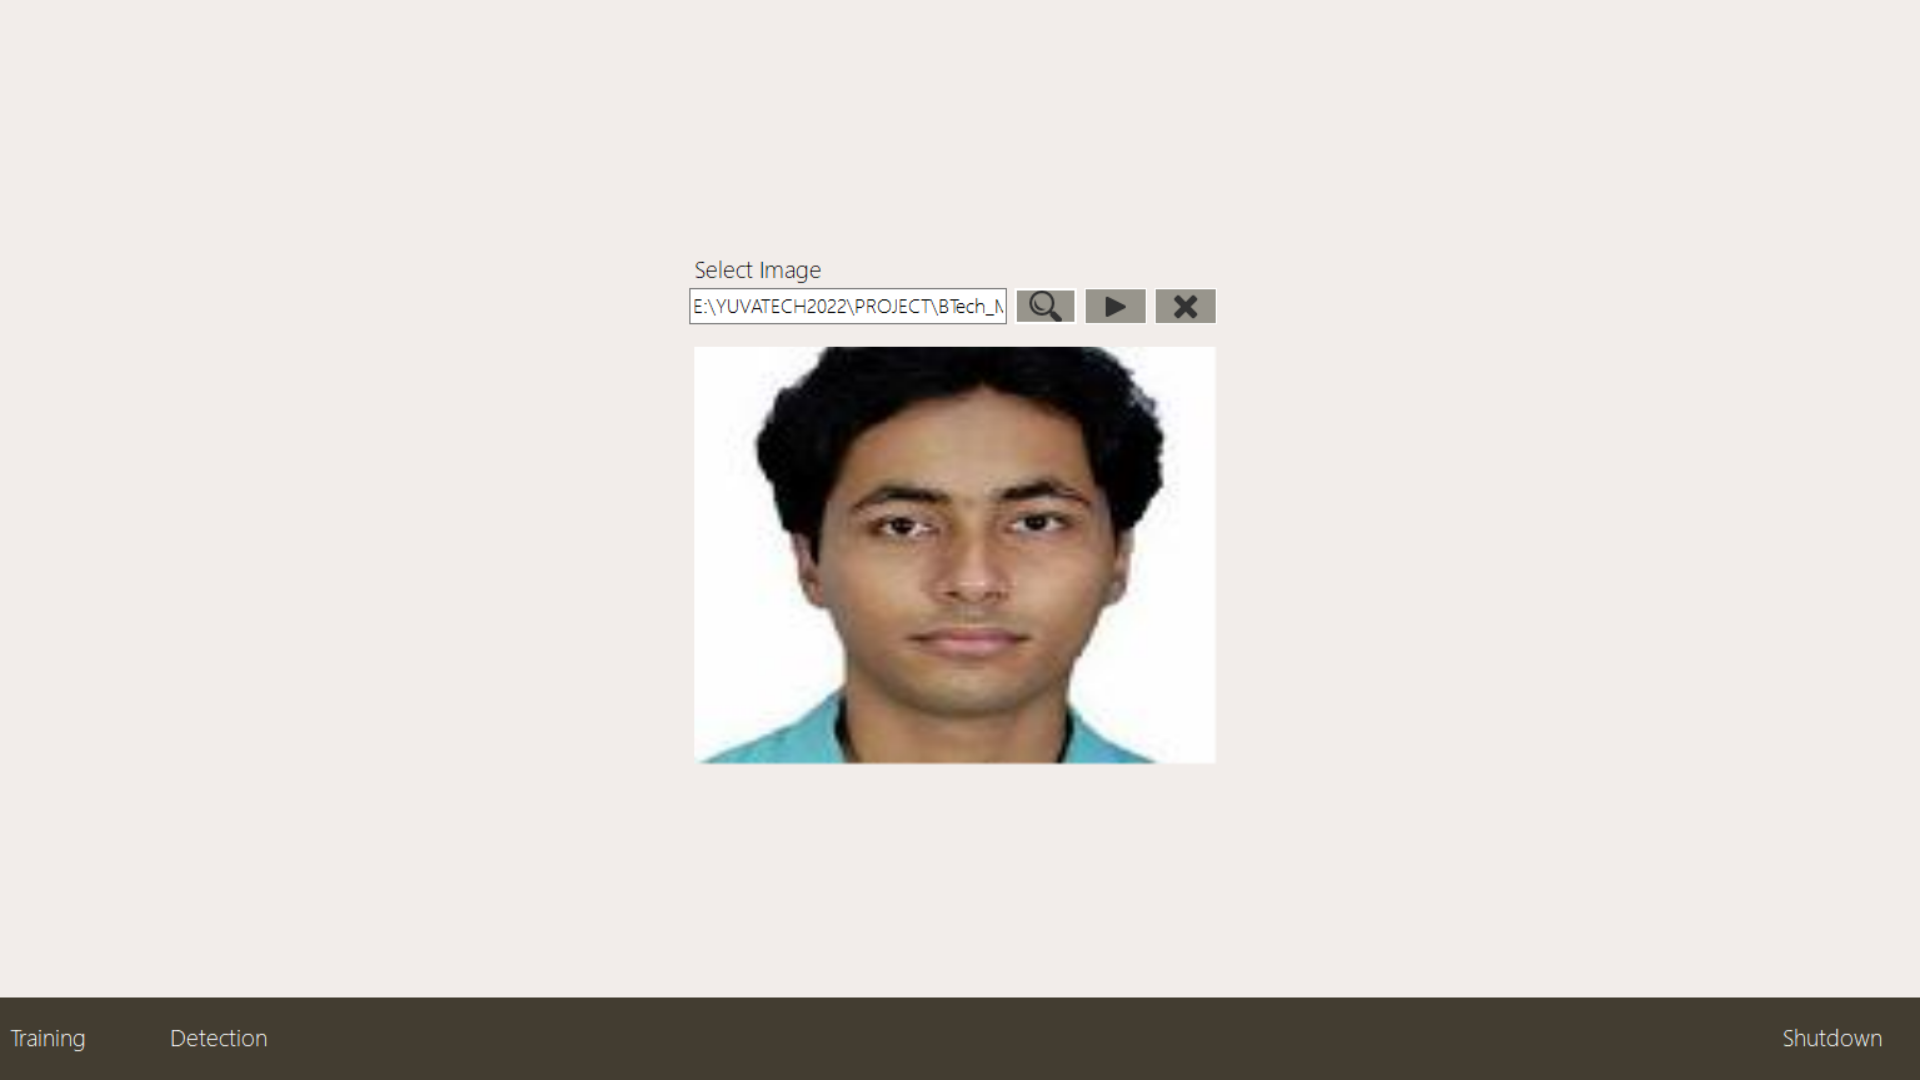 Select Image
E:\YUVATECH2022\PROJECT\BTech_
Training Detection Shutdown